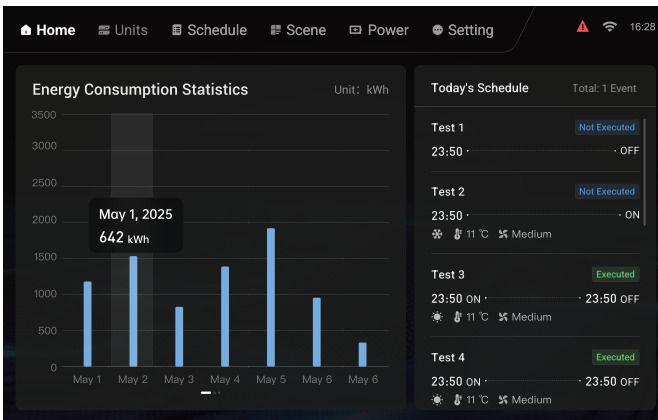 Home Units Schedule Scene Power Setting 16:28
Energy Consumption Statistics Unit: kWh
3500
3000
2500
2000
1500
1000
500
0
May 1, 2025
642 kWh
May 1 May 2 May 3 May 4 May 5 May 6 May 6
Today's Schedule Total: 1 Event
Test 1 Not Executed
23:50 OFF
Test 2 Not Executed
23:50 ON
11 ℃ Medium
Test 3 Executed
23:50 ON 23:50 OFF
11 ℃ Medium
Test 4 Executed
23:50 ON 23:50 OFF
11 ℃ Medium